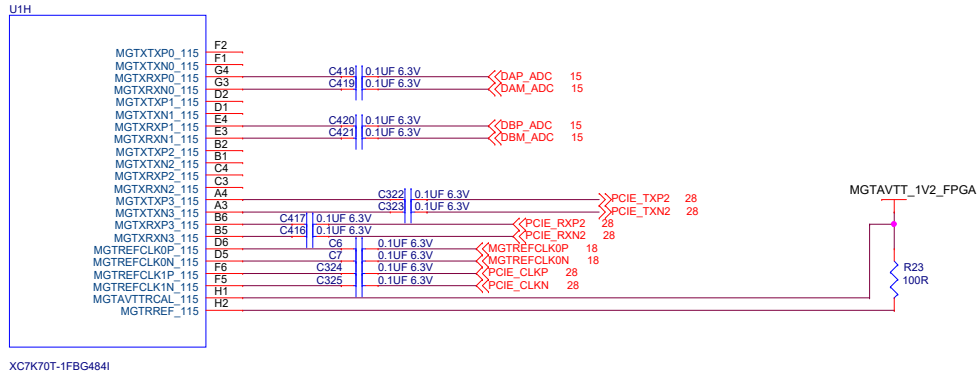 U1H
MGTXTXP0_115 F2
MGTXTXN0_115 F1
MGTXRXP0_115 G4 C418 0.1UF 6.3V DAP_ADC 15
MGTXRXN0_115 G3 C419 0.1UF 6.3V DAM_ADC 15
MGTXTXP1_115 D2
MGTXTXN1_115 D1
MGTXRXP1_115 E4 C420 0.1UF 6.3V DBP_ADC 15
MGTXRXN1_115 E3 C421 0.1UF 6.3V DBM_ADC 15
MGTXTXP2_115 B2
MGTXTXN2_115 B1
MGTXRXP2_115 C4
MGTXRXN2_115 C3
MGTXTXP3_115 A4 C322 0.1UF 6.3V PCIE_TXP2 28
MGTXTXN3_115 A3 C323 0.1UF 6.3V PCIE_TXN2 28
MGTXRXP3_115 B6 C417 0.1UF 6.3V PCIE_RXP2 28
MGTXRXN3_115 B5 C416 0.1UF 6.3V PCIE_RXN2 28
MGTREFCLK0P_115 D6 C6 0.1UF 6.3V MGTREFCLK0P 18
MGTREFCLK0N_115 D5 C7 0.1UF 6.3V MGTREFCLK0N 18
MGTREFCLK1P_115 F6 C324 0.1UF 6.3V PCIE_CLKP 28
MGTREFCLK1N_115 F5 C325 0.1UF 6.3V PCIE_CLKN 28
MGTAVTTRCAL_115 H1
MGTRREF_115 H2
MGTAVTT_1V2_FPGA
R23
100R
XC7K70T-1FBG484I